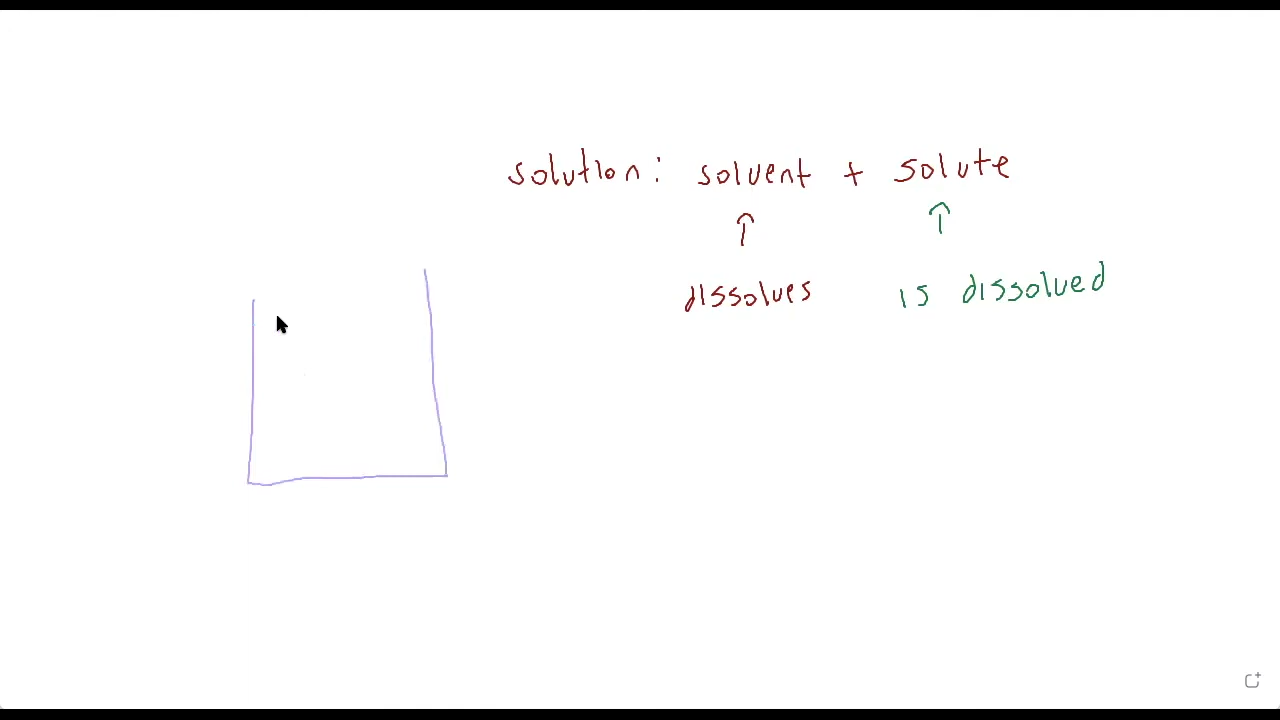 solution: solvent + solute
↑ ↑
dissolves is dissolved